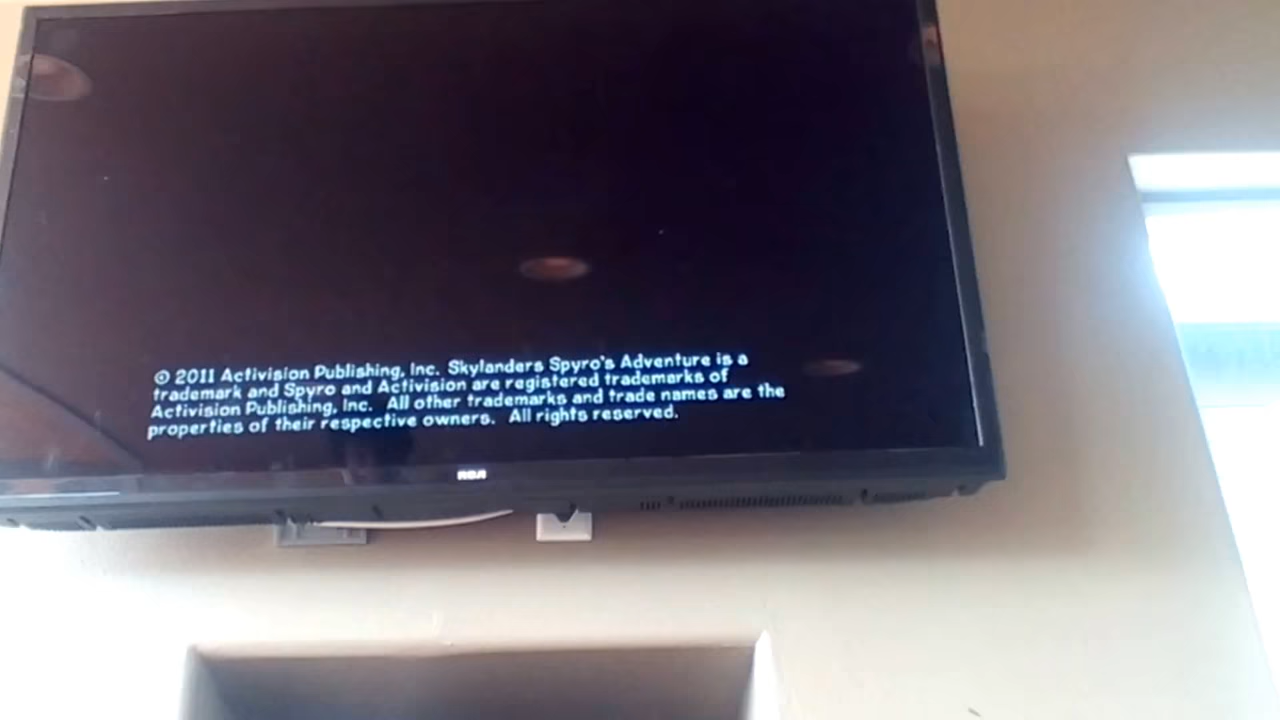 © 2011 Activision Publishing, Inc. Skylanders Spyro's Adventure is a
trademark and Spyro and Activision are registered trademarks of
Activision Publishing, Inc. All other trademarks and trade names are the
properties of their respective owners. All rights reserved.
RCA